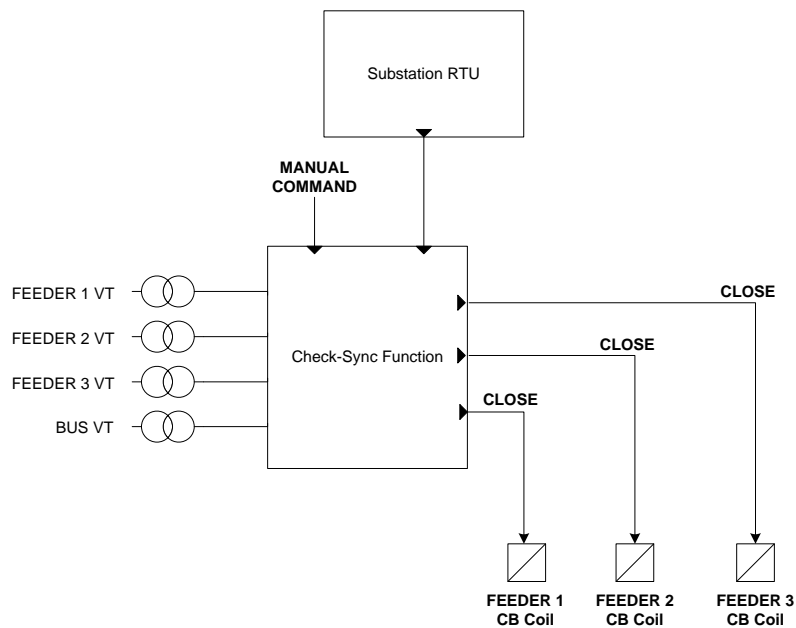 Substation RTU
MANUAL
COMMAND
FEEDER 1 VT
FEEDER 2 VT
FEEDER 3 VT
BUS VT
Check-Sync Function
CLOSE
CLOSE
CLOSE
FEEDER 1
CB Coil
FEEDER 2
CB Coil
FEEDER 3
CB Coil